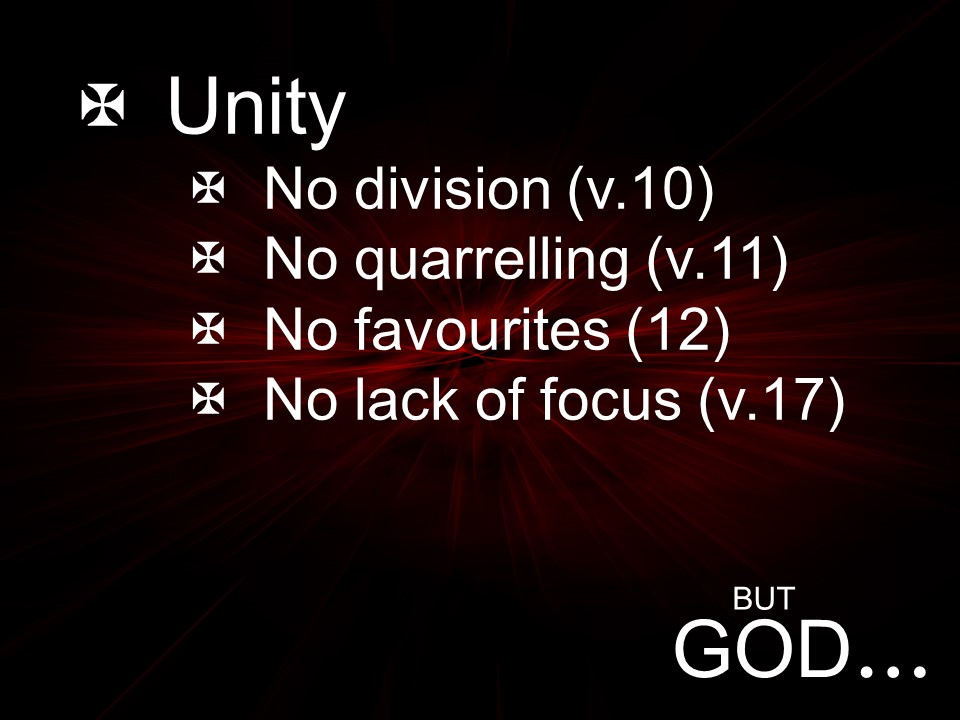 ✠ Unity
✠ No division (v.10)
✠ No quarrelling (v.11)
✠ No favourites (12)
✠ No lack of focus (v.17)
BUT
GOD...